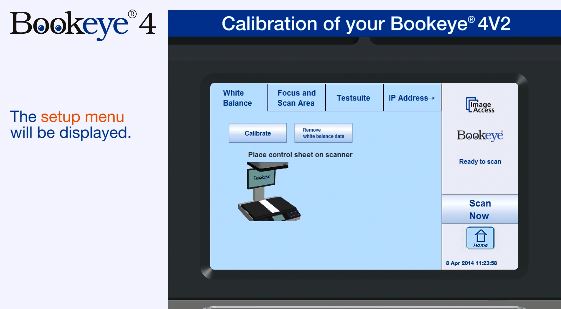 Bookeye® 4
Calibration of your Bookeye® 4V2
The setup menu
will be displayed.
White
Balance
Focus and
Scan Area
Testsuite
IP Address
Calibrate
Remove
white balance data
Place control sheet on scanner
Bookeye
Image
Access
Bookeye
Ready to scan
Scan
Now
Home
8 Apr 2014 11:23:58